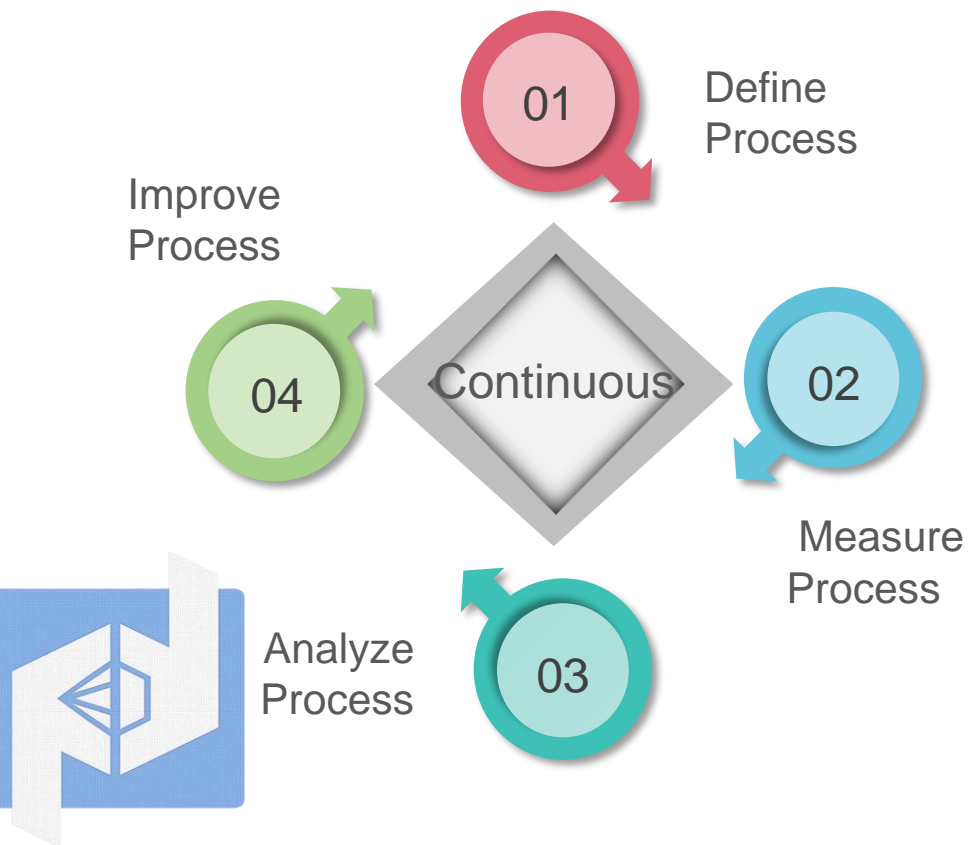 01
Define
Process
Improve
Process
Continuous
02
04
Measure
Process
Analyze
Process
03